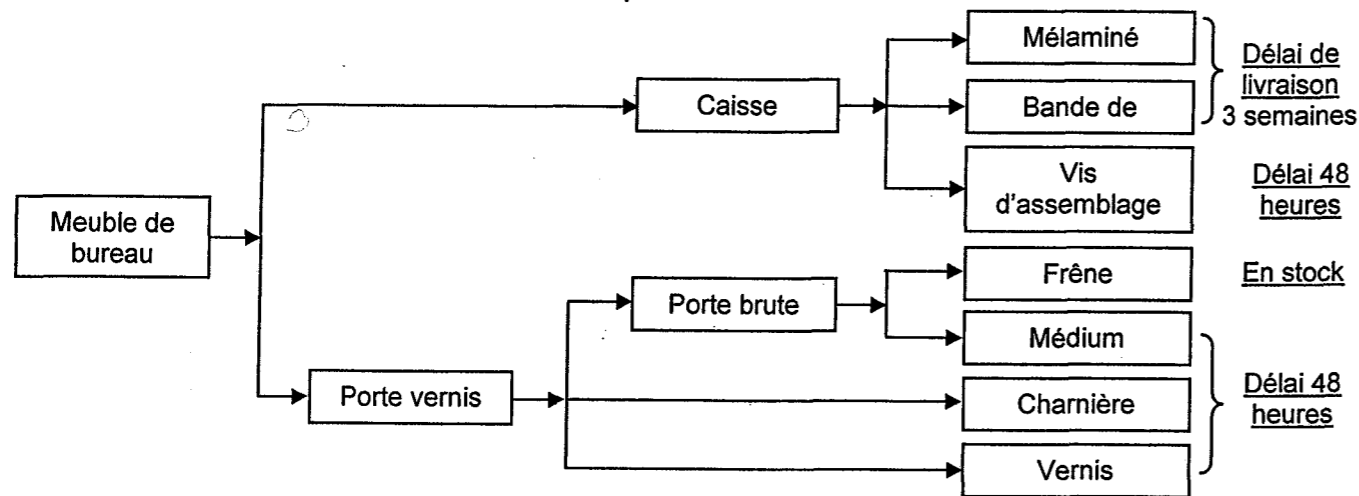 Mélaminé
Bande de
Délai de
livraison
3 semaines
Caisse
Vis
d'assemblage
Délai 48
heures
Meuble de
bureau
Porte brute
Frêne
En stock
Médium
Porte vernis
Charnière
Délai 48
heures
Vernis